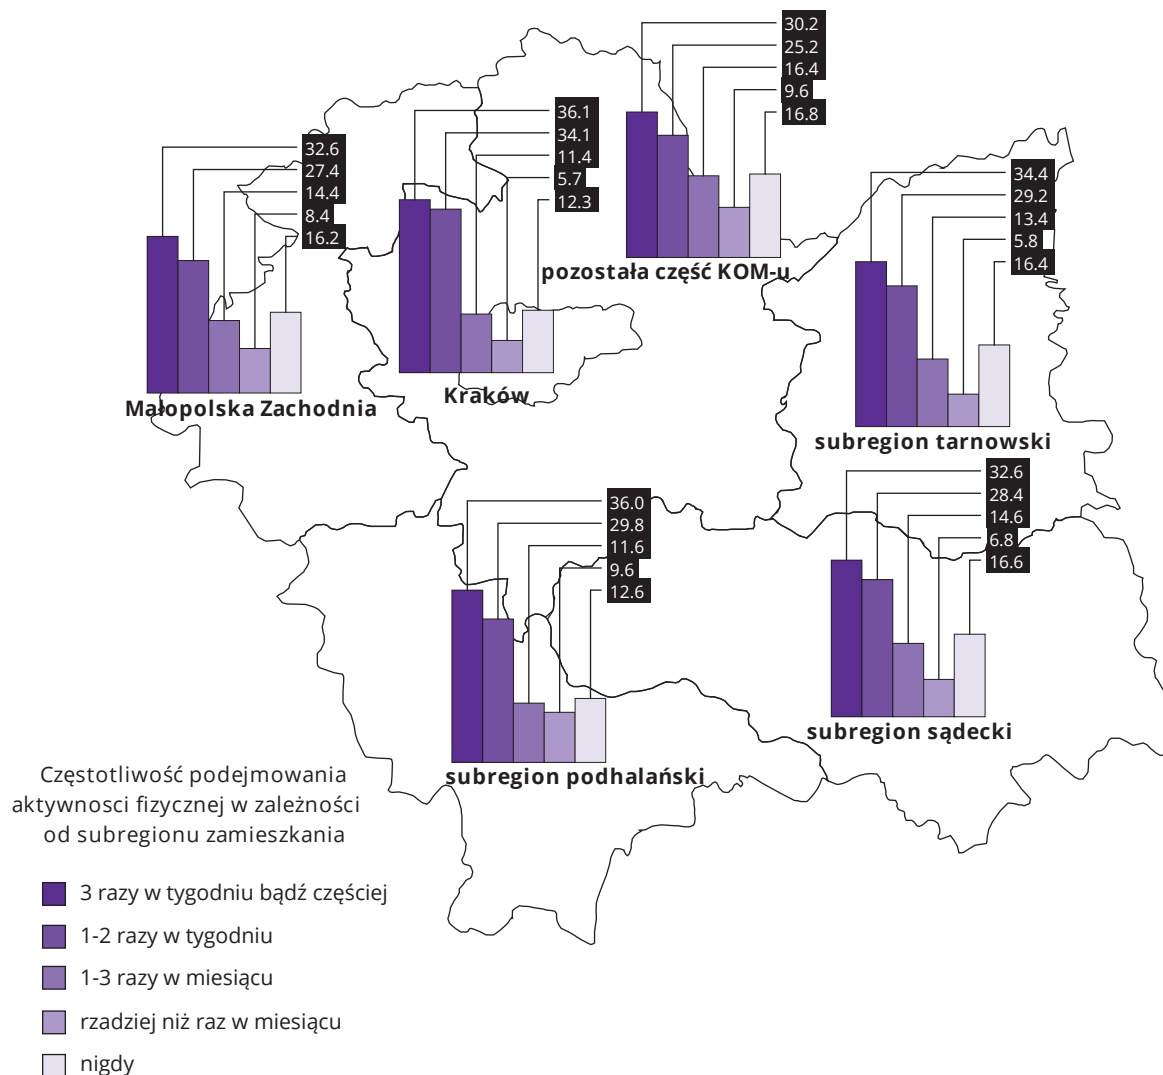 30.2
25.2
16.4
9.6
16.8
pozostała część KOM-u
36.1
34.1
11.4
5.7
12.3
Kraków
32.6
27.4
14.4
8.4
16.2
Małopolska Zachodnia
34.4
29.2
13.4
5.8
16.4
subregion tarnowski
32.6
28.4
14.6
6.8
16.6
subregion sądecki
36.0
29.8
11.6
9.6
12.6
subregion podhalański
Częstotliwość podejmowania
aktywnosci fizycznej w zależności
od subregionu zamieszkania
3 razy w tygodniu bądź częściej
1-2 razy w tygodniu
1-3 razy w miesiącu
rzadziej niż raz w miesiącu
nigdy